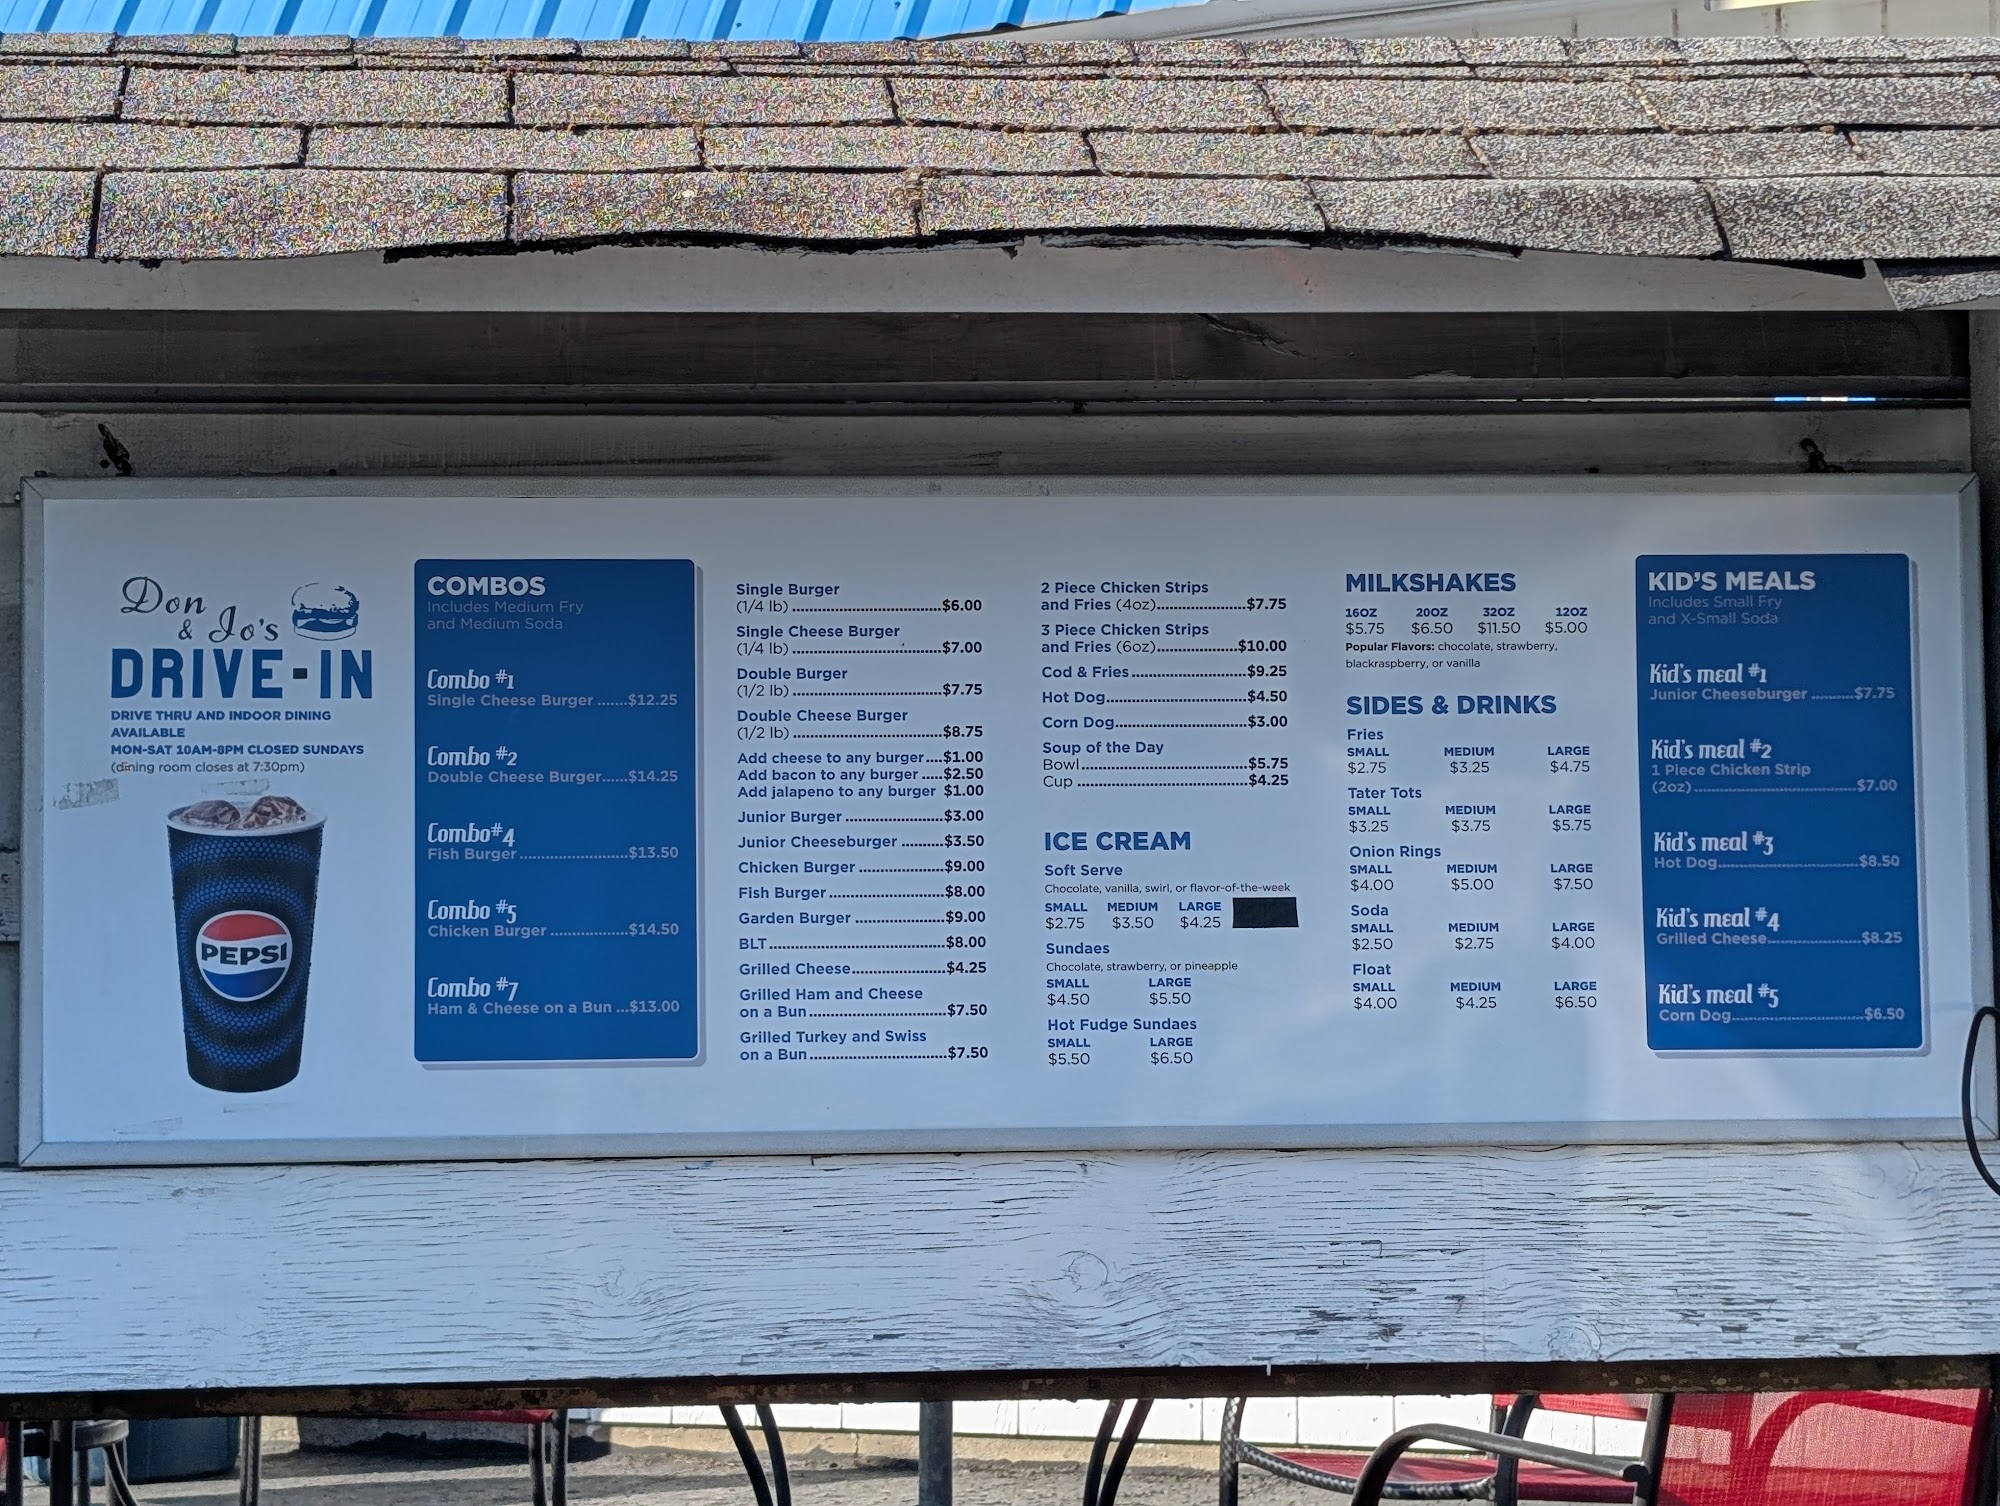 Don
& Jo's
DRIVE-IN
DRIVE THRU AND INDOOR DINING
AVAILABLE
MON-SAT 10AM-8PM CLOSED SUNDAYS
(dining room closes at 7:30pm)
PEPSI
COMBOS
Includes Medium Fry
and Medium Soda
Combo #1
Single Cheese Burger .......$12.25
Combo #2
Double Cheese Burger......$14.25
Combo#4
Fish Burger ..........................$13.50
Combo #5
Chicken Burger ..................$14.50
Combo #7
Ham & Cheese on a Bun ...$13.00
Single Burger
(1/4 lb) ...................................$6.00
Single Cheese Burger
(1/4 lb) ...................................$7.00
Double Burger
(1/2 lb) ...................................$7.75
Double Cheese Burger
(1/2 lb) ...................................$8.75
Add cheese to any burger....$1.00
Add bacon to any burger .....$2.50
Add jalapeno to any burger $1.00
Junior Burger .......................$3.00
Junior Cheeseburger ..........$3.50
Chicken Burger ....................$9.00
Fish Burger ...........................$8.00
Garden Burger .....................$9.00
BLT .........................................$8.00
Grilled Cheese......................$4.25
Grilled Ham and Cheese
on a Bun ................................$7.50
Grilled Turkey and Swiss
on a Bun ................................$7.50
2 Piece Chicken Strips
and Fries (4oz).....................$7.75
3 Piece Chicken Strips
and Fries (6oz)...................$10.00
Cod & Fries...........................$9.25
Hot Dog.................................$4.50
Corn Dog...............................$3.00
Soup of the Day
Bowl.......................................$5.75
Cup ........................................$4.25
ICE CREAM
Soft Serve
Chocolate, vanilla, swirl, or flavor-of-the-week
SMALL MEDIUM LARGE
$2.75 $3.50 $4.25
Sundaes
Chocolate, strawberry, or pineapple
SMALL LARGE
$4.50 $5.50
Hot Fudge Sundaes
SMALL LARGE
$5.50 $6.50
MILKSHAKES
16OZ 20OZ 32OZ 12OZ
$5.75 $6.50 $11.50 $5.00
Popular Flavors: chocolate, strawberry,
blackraspberry, or vanilla
SIDES & DRINKS
Fries
SMALL MEDIUM LARGE
$2.75 $3.25 $4.75
Tater Tots
SMALL MEDIUM LARGE
$3.25 $3.75 $5.75
Onion Rings
SMALL MEDIUM LARGE
$4.00 $5.00 $7.50
Soda
SMALL MEDIUM LARGE
$2.50 $2.75 $4.00
Float
SMALL MEDIUM LARGE
$4.00 $4.25 $6.50
KID'S MEALS
Includes Small Fry
and X-Small Soda
Kid's meal #1
Junior Cheeseburger ..........$7.75
Kid's meal #2
1 Piece Chicken Strip
(2oz) ......................................$7.00
Kid's meal #3
Hot Dog.................................$8.50
Kid's meal #4
Grilled Cheese......................$8.25
Kid's meal #5
Corn Dog...............................$6.50